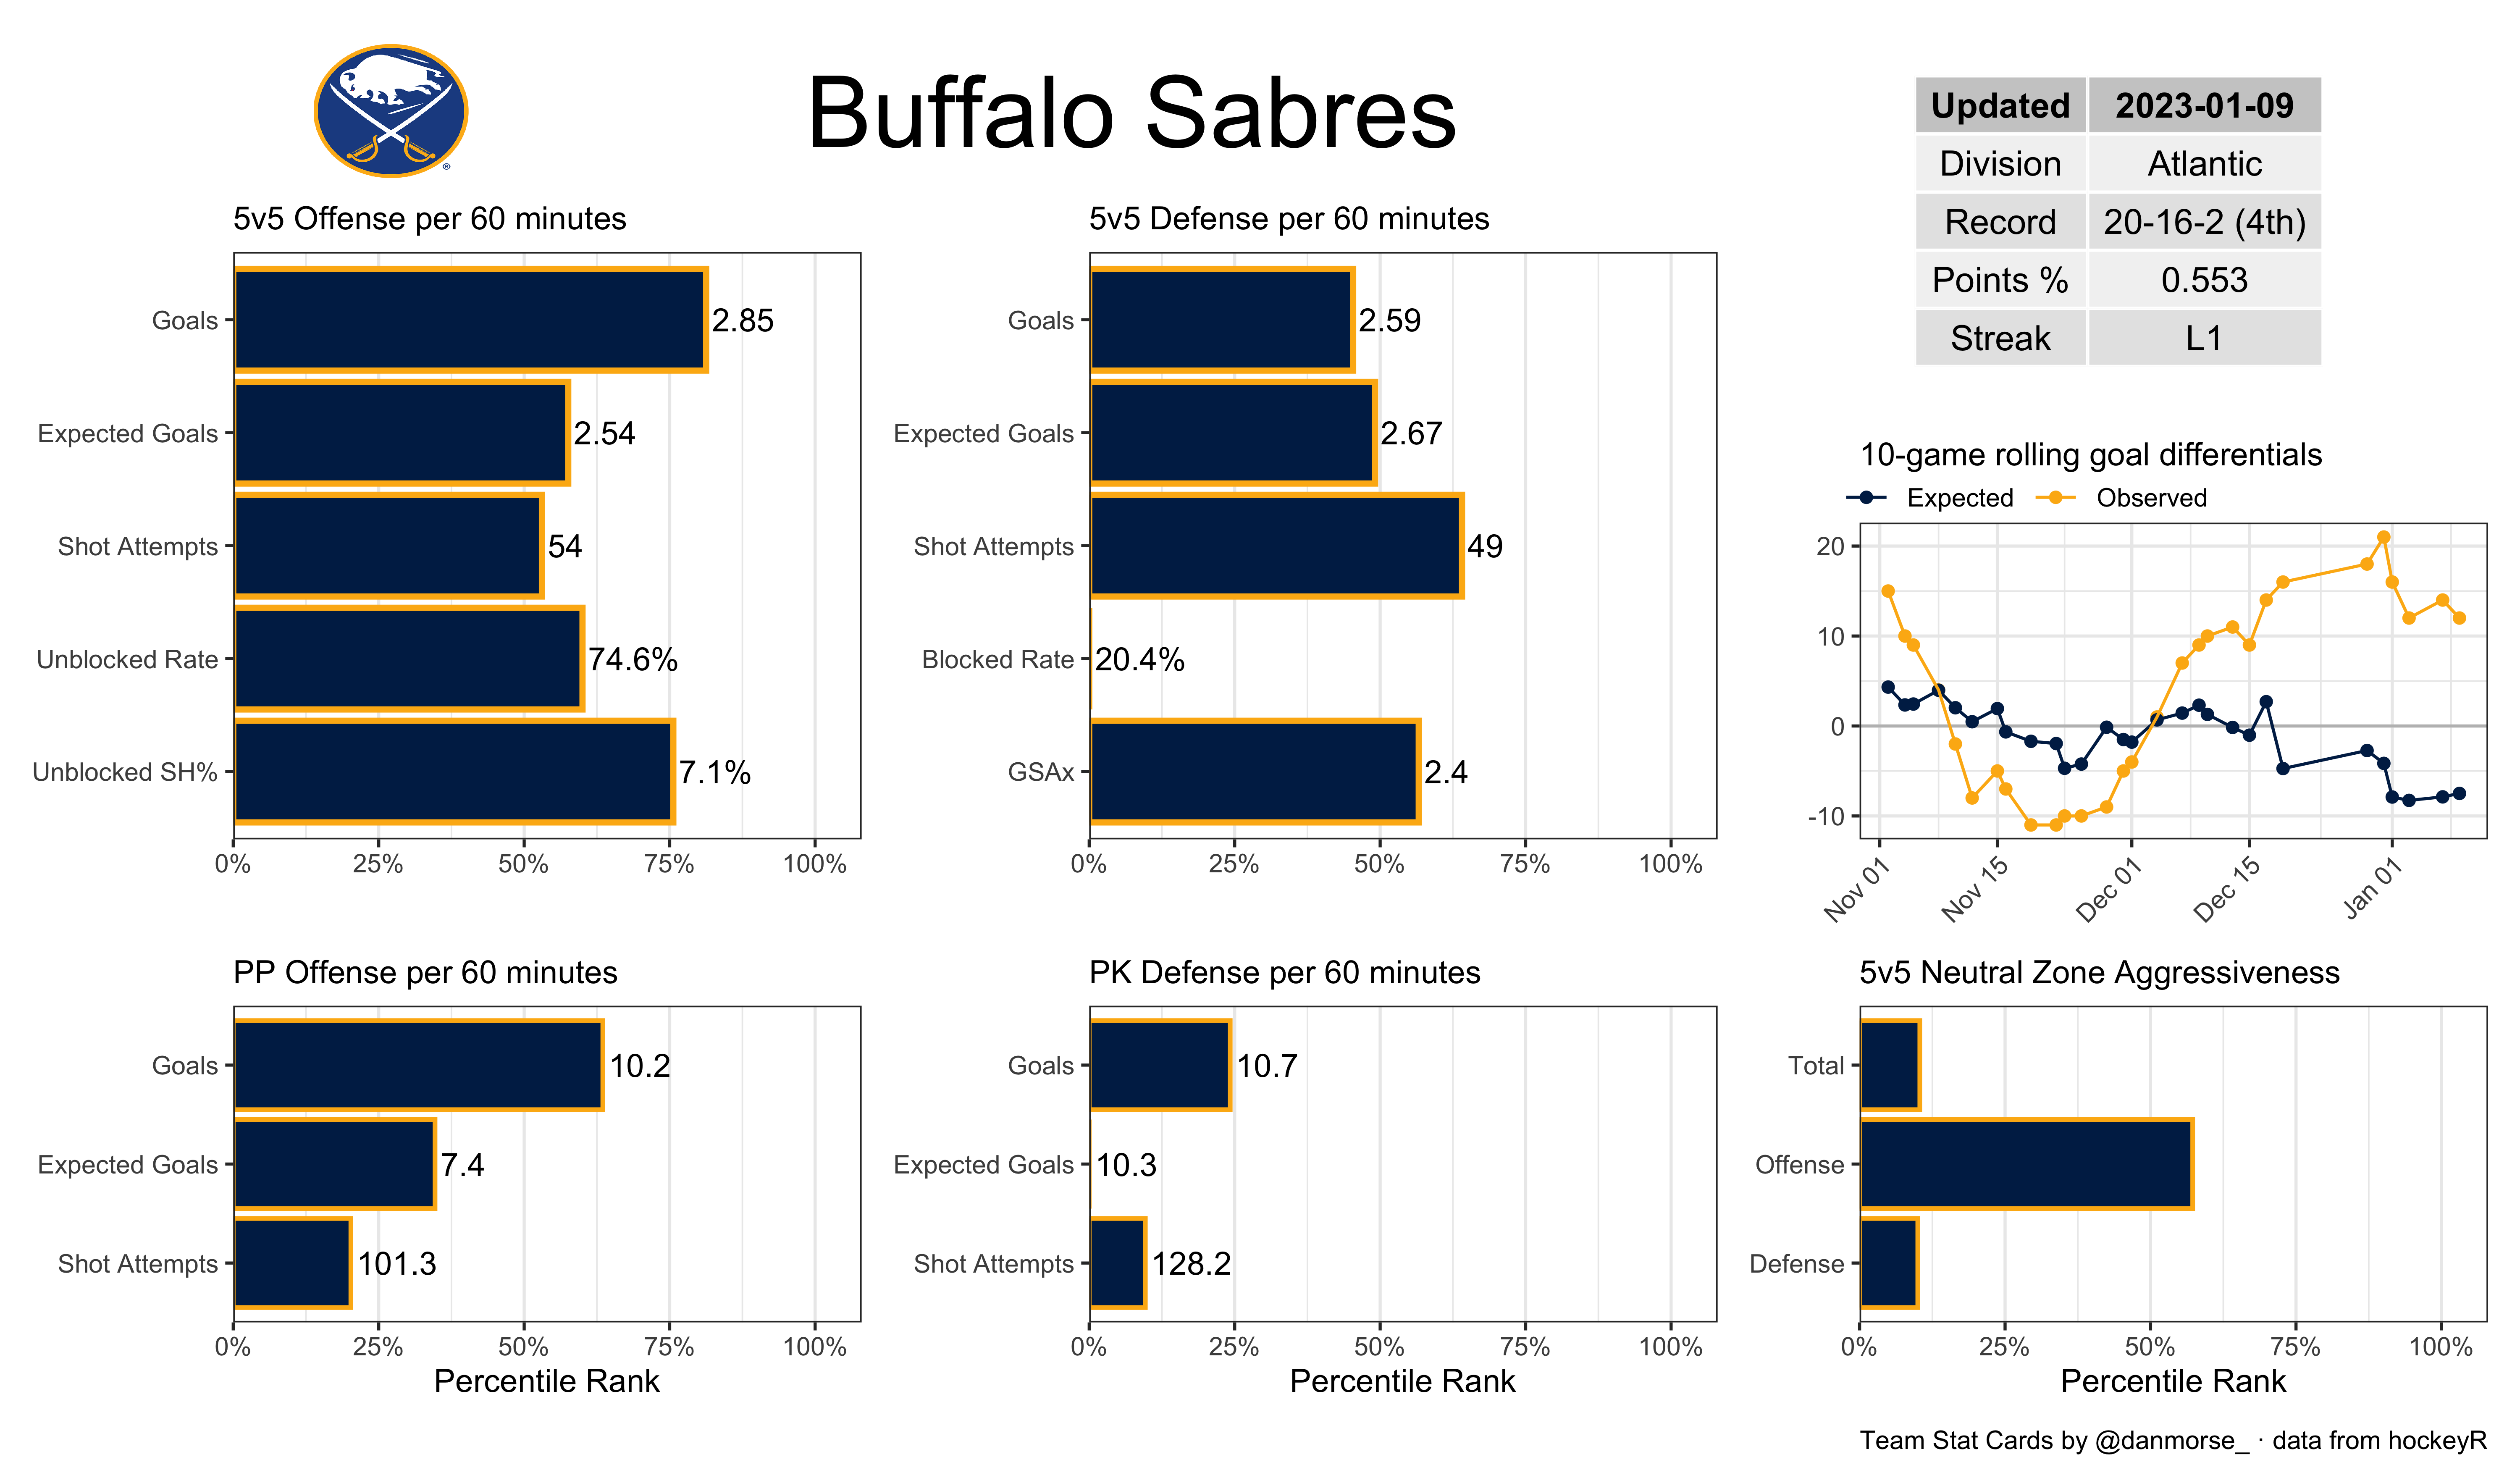 Buffalo Sabres
®
Updated 2023-01-09
Division Atlantic
Record 20-16-2 (4th)
Points % 0.553
Streak L1
5v5 Offense per 60 minutes
Goals 2.85
Expected Goals 2.54
Shot Attempts 54
Unblocked Rate 74.6%
Unblocked SH% 7.1%
0% 25% 50% 75% 100%
5v5 Defense per 60 minutes
Goals 2.59
Expected Goals 2.67
Shot Attempts 49
Blocked Rate 20.4%
GSAx 2.4
0% 25% 50% 75% 100%
10-game rolling goal differentials
Expected Observed
20
10
0
-10
Nov 01 Nov 15 Dec 01 Dec 15 Jan 01
PP Offense per 60 minutes
Goals 10.2
Expected Goals 7.4
Shot Attempts 101.3
0% 25% 50% 75% 100%
Percentile Rank
PK Defense per 60 minutes
Goals 10.7
Expected Goals 10.3
Shot Attempts 128.2
0% 25% 50% 75% 100%
Percentile Rank
5v5 Neutral Zone Aggressiveness
Total
Offense
Defense
0% 25% 50% 75% 100%
Percentile Rank
Team Stat Cards by @danmorse_ · data from hockeyR